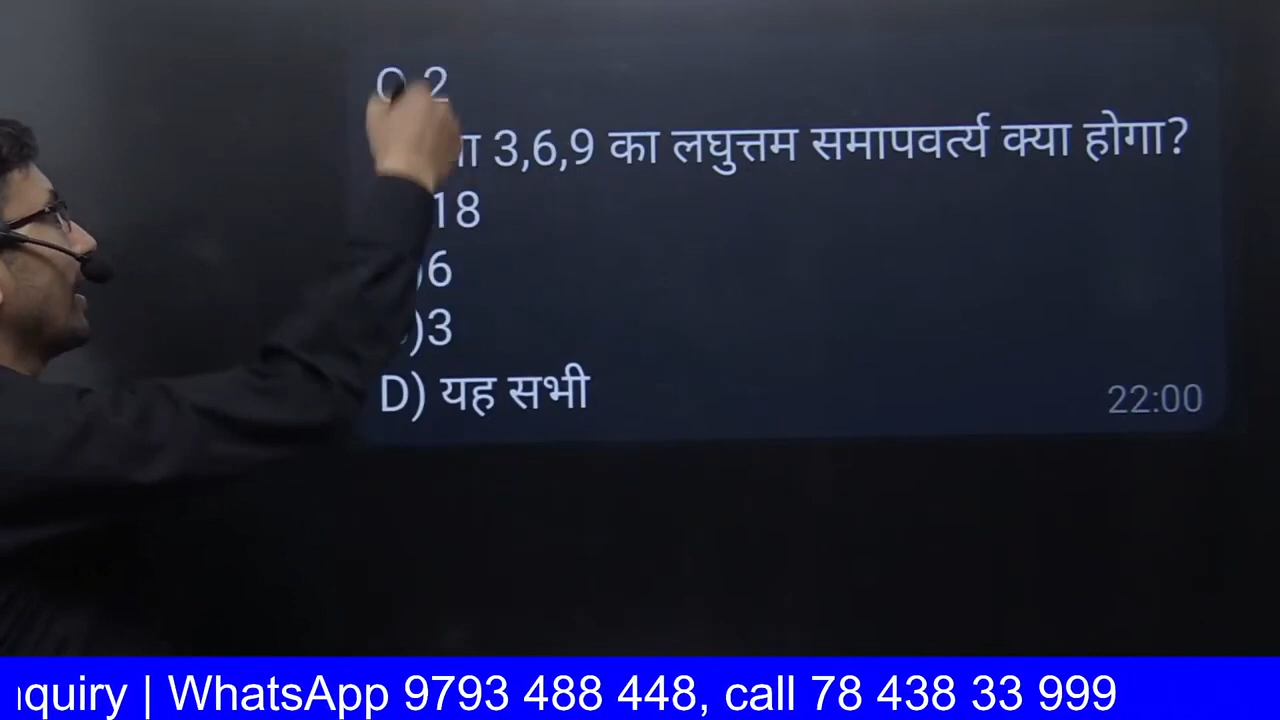 2
3,6,9 का लघुत्तम समापवर्त्य क्या होगा?
18
)6
)3
D) यह सभी
22:00
| WhatsApp 9793 488 448, call 78 438 33 999